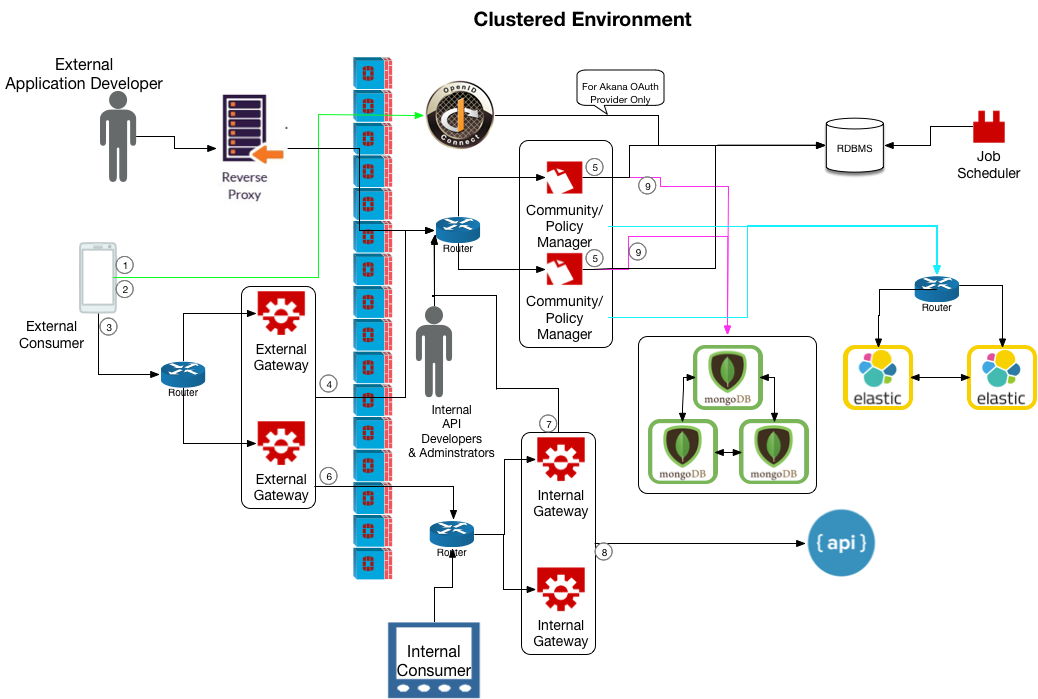 Clustered Environment
External
Application Developer
OpenID
Connect
For Akana OAuth
Provider Only
RDBMS
Job
Scheduler
Reverse
Proxy
5
9
Community/
Policy
Manager
Router
5
9
Community/
Policy
Manager
1
2
3
External
Consumer
Router
External
Gateway
4
External
Gateway
6
Internal
API
Developers
& Adminstrators
Router
elastic
elastic
mongoDB
mongoDB
mongoDB
7
Internal
Gateway
Router
8
{ api }
Internal
Gateway
Internal
Consumer